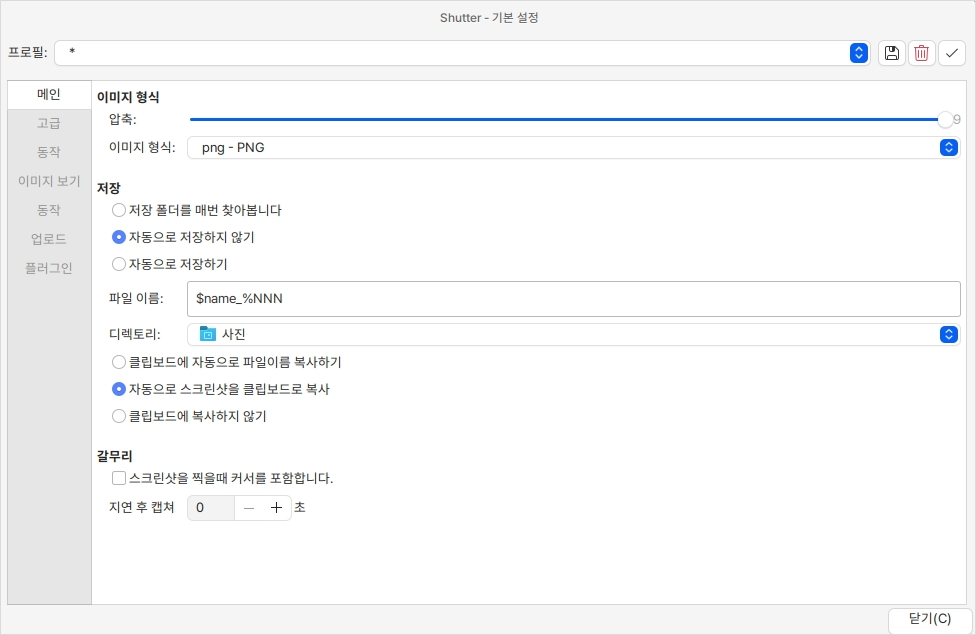 Shutter - 기본 설정
프로필: *
메인
고급
동작
이미지 보기
동작
업로드
플러그인
이미지 형식
압축: 9
이미지 형식: png - PNG
저장
저장 폴더를 매번 찾아봅니다
자동으로 저장하지 않기
자동으로 저장하기
파일 이름: $name_%NNN
디렉토리: 사진
클립보드에 자동으로 파일이름 복사하기
자동으로 스크린샷을 클립보드로 복사
클립보드에 복사하지 않기
갈무리
스크린샷을 찍을때 커서를 포함합니다.
지연 후 캡쳐 0 − + 초
닫기(C)